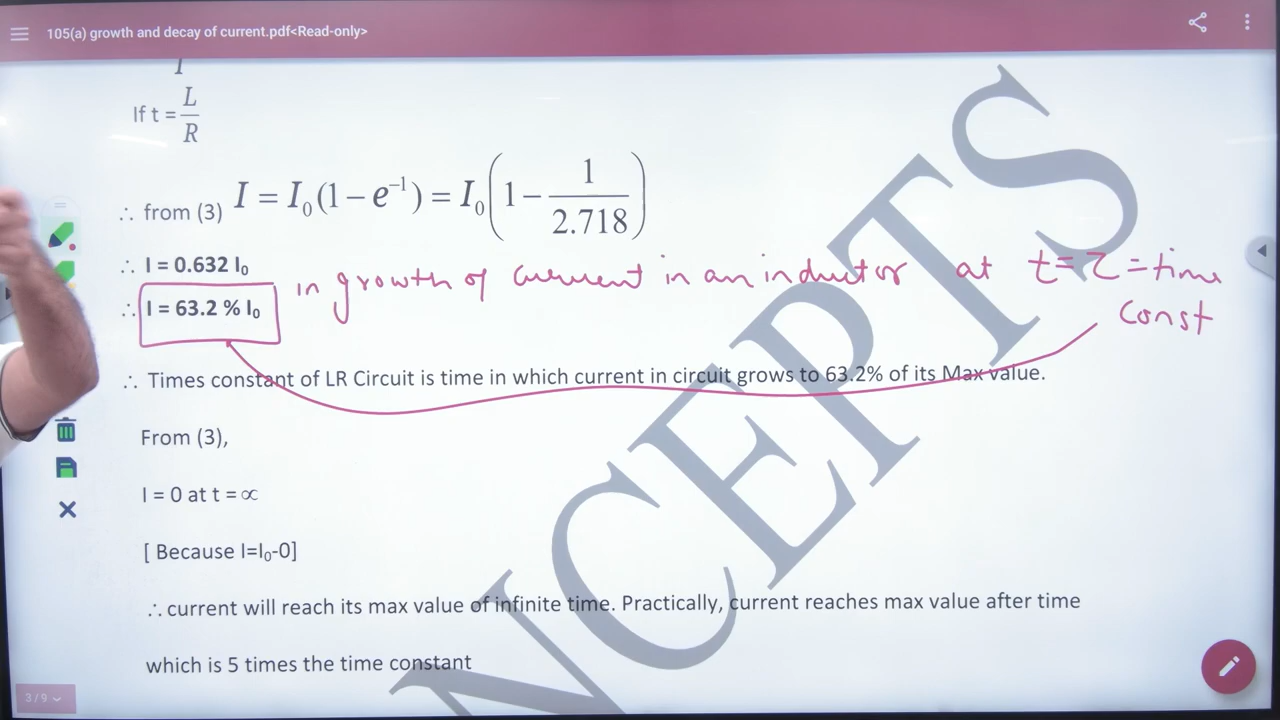 105(a) growth and decay of current.pdf<Read-only>
I
If t = L/R
∴ from (3) I = I₀(1 − e⁻¹) = I₀(1 − 1/2.718)
∴ I = 0.632 I₀
in growth of current in an inductor at t = τ = time const
∴ I = 63.2 % I₀
∴ Times constant of LR Circuit is time in which current in circuit grows to 63.2% of its Max value.
From (3),
I = 0 at t = ∝
[ Because I=I₀-0]
∴ current will reach its max value of infinite time. Practically, current reaches max value after time
which is 5 times the time constant
3 / 9
NCEPTS